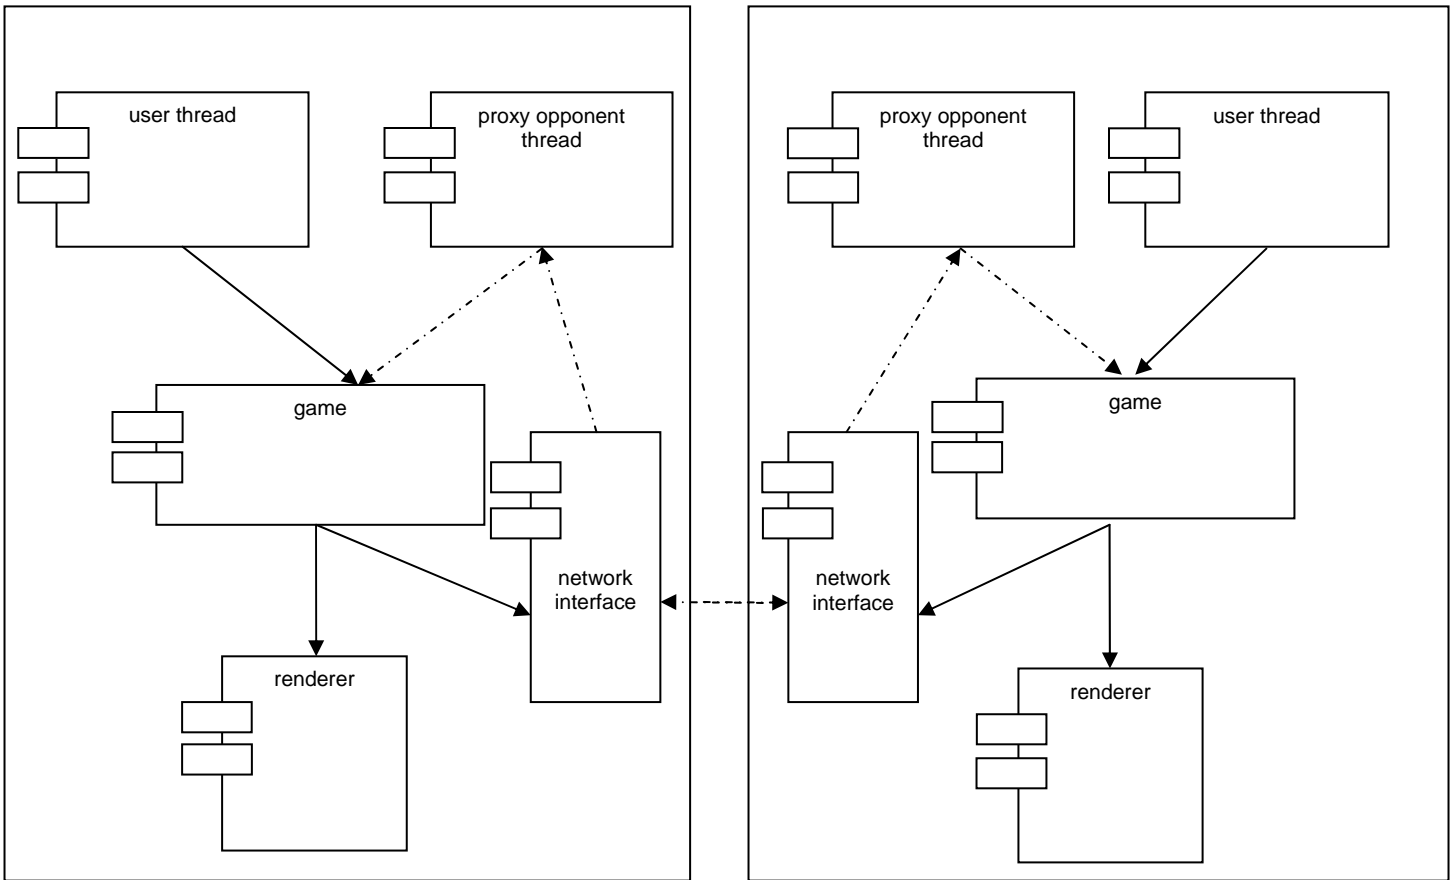 user thread
proxy opponent
thread
game
network
interface
renderer
proxy opponent
thread
user thread
game
network
interface
renderer